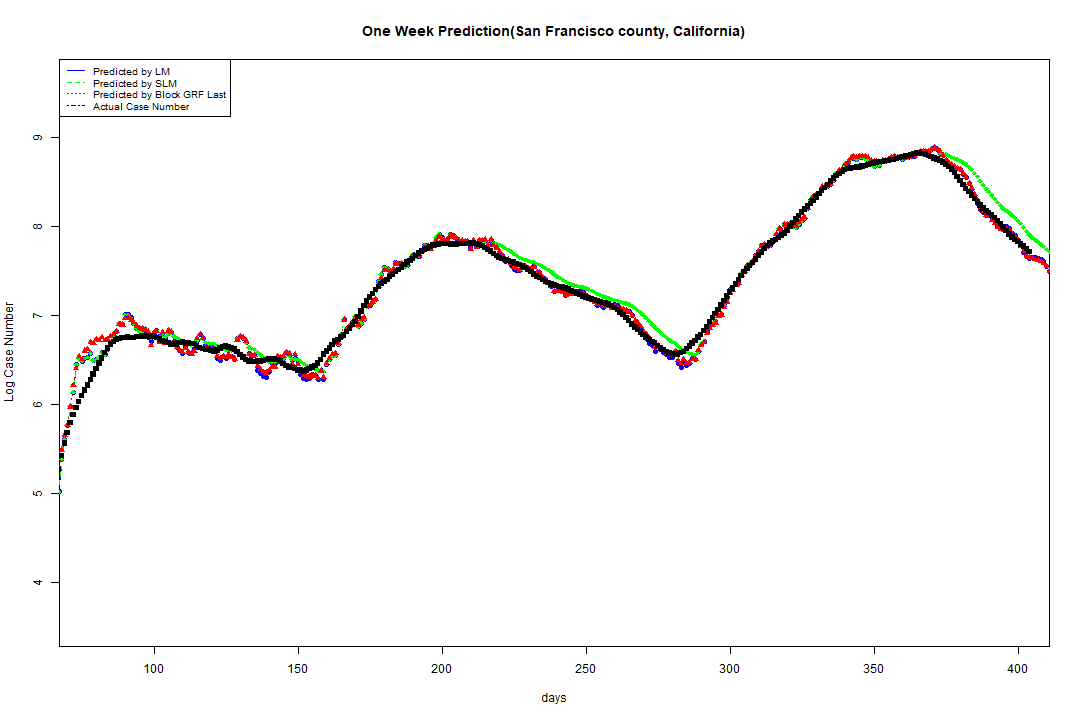 One Week Prediction(San Francisco county, California)
Predicted by LM
Predicted by SLM
Predicted by Block GRF Last
Actual Case Number
Log Case Number
9
8
7
6
5
4
100 150 200 250 300 350 400
days